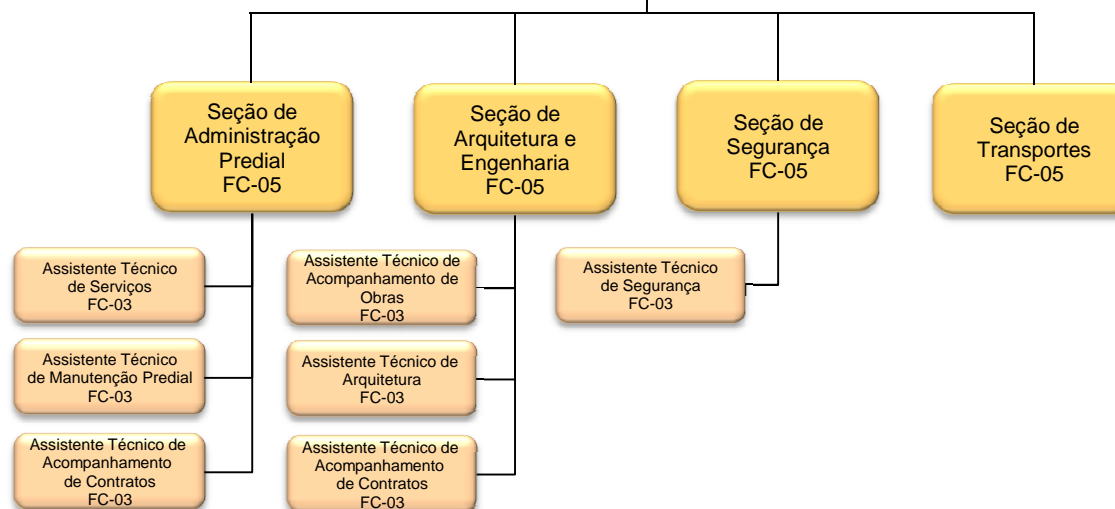 Seção de
Administração
Predial
FC-05
Seção de
Arquitetura e
Engenharia
FC-05
Seção de
Segurança
FC-05
Seção de
Transportes
FC-05
Assistente Técnico
de Serviços
FC-03
Assistente Técnico
de Manutenção Predial
FC-03
Assistente Técnico de
Acompanhamento
de Contratos
FC-03
Assistente Técnico de
Acompanhamento de
Obras
FC-03
Assistente Técnico de
Arquitetura
FC-03
Assistente Técnico de
Acompanhamento
de Contratos
FC-03
Assistente Técnico
de Segurança
FC-03